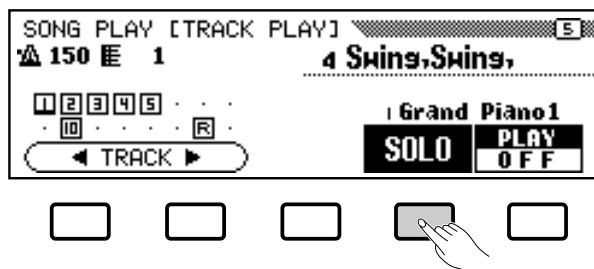 SONG PLAY [TRACK PLAY] 5
150 1 4 Swing,Swing,
1 2 3 4 5 · · ·
· 10 · · · · R ·
1 Grand Piano1
◀ TRACK ▶ SOLO PLAY
OFF